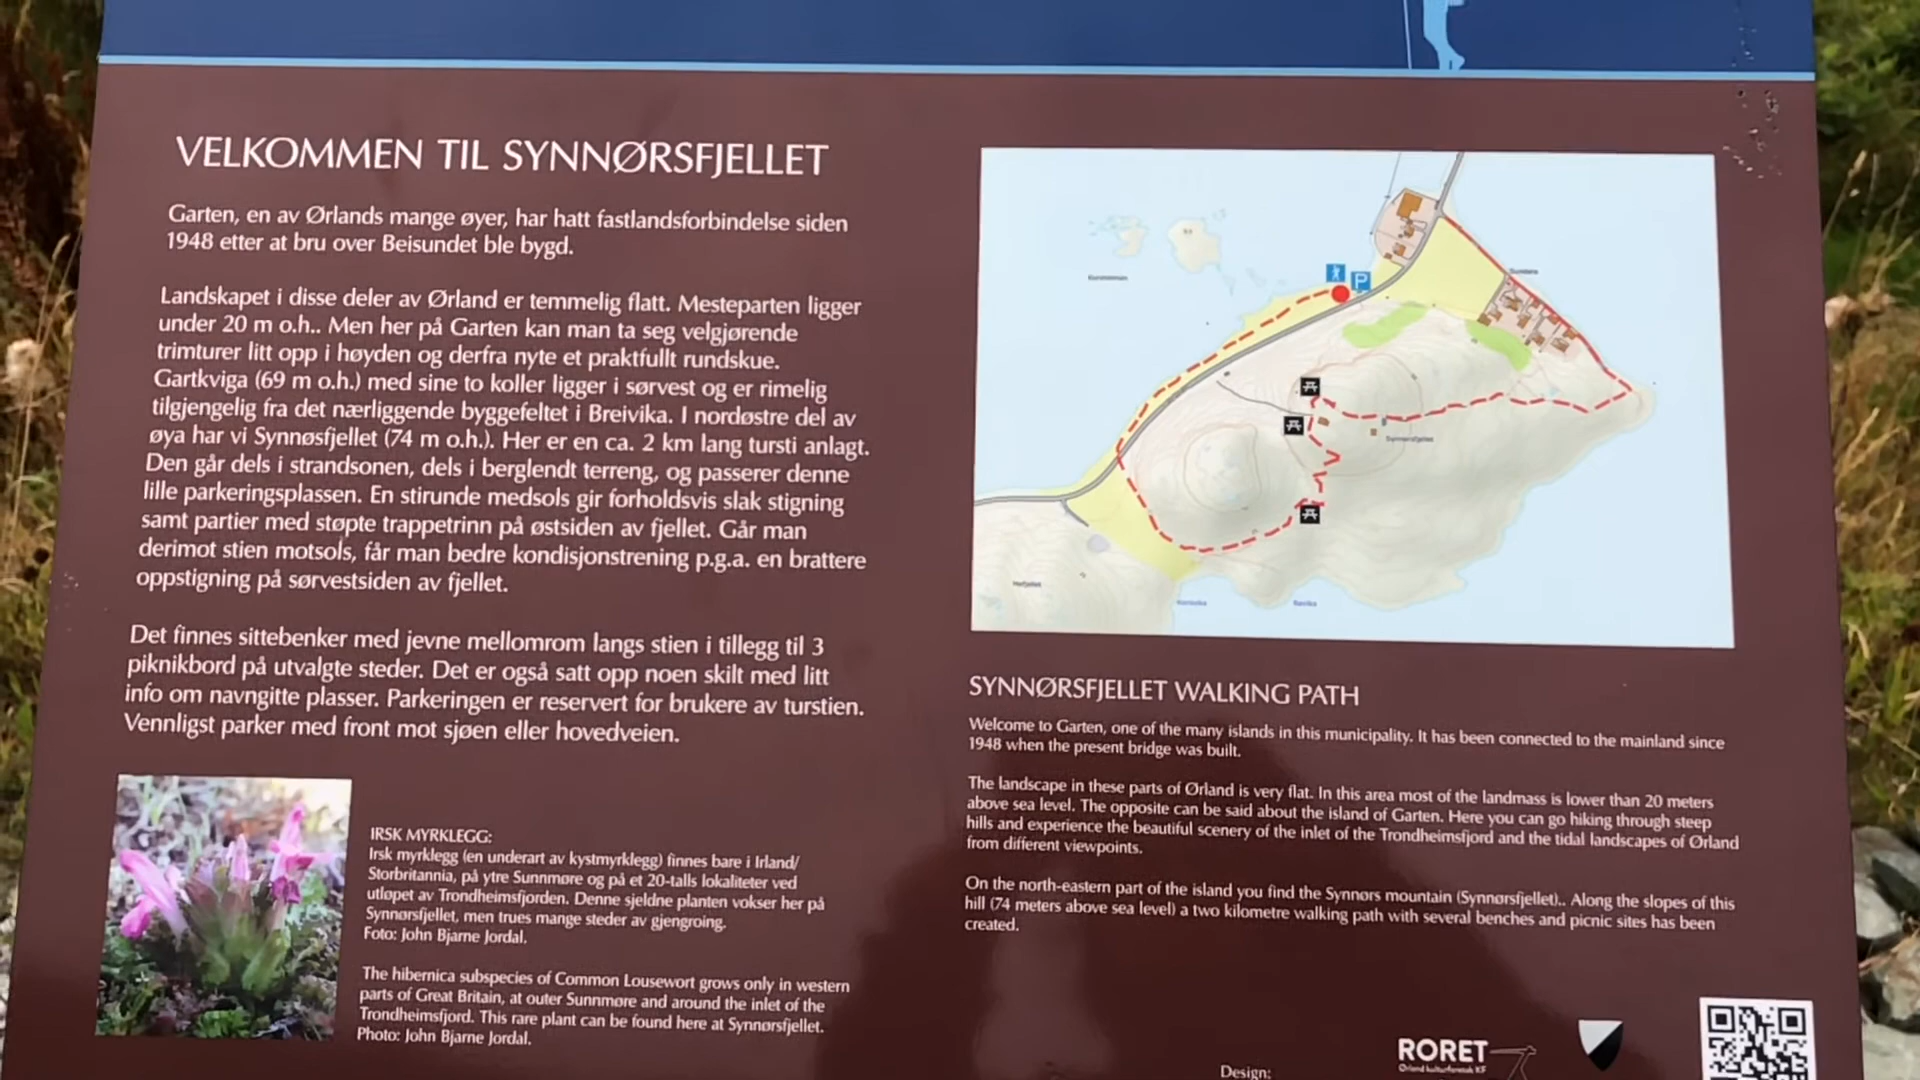 VELKOMMEN TIL SYNNØRSFJELLET
Garten, en av Ørlands mange øyer, har hatt fastlandsforbindelse siden
1948 etter at bru over Beisundet ble bygd.
Landskapet i disse deler av Ørland er temmelig flatt. Mesteparten ligger
under 20 m o.h.. Men her på Garten kan man ta seg velgjørende
trimturer litt opp i høyden og derfra nyte et praktfullt rundskue.
Gartkviga (69 m o.h.) med sine to koller ligger i sørvest og er rimelig
tilgjengelig fra det nærliggende byggefeltet i Breivika. I nordøstre del av
øya har vi Synnøsfjellet (74 m o.h.). Her er en ca. 2 km lang tursti anlagt.
Den går dels i strandsonen, dels i berglendt terreng, og passerer denne
lille parkeringsplassen. En stirunde medsols gir forholdsvis slak stigning
samt partier med støpte trappetrinn på østsiden av fjellet. Går man
derimot stien motsols, får man bedre kondisjonstrening p.g.a. en brattere
oppstigning på sørvestsiden av fjellet.
Det finnes sittebenker med jevne mellomrom langs stien i tillegg til 3
piknikbord på utvalgte steder. Det er også satt opp noen skilt med litt
info om navngitte plasser. Parkeringen er reservert for brukere av turstien.
Vennligst parker med front mot sjøen eller hovedveien.
IRSK MYRKLEGG:
Irsk myrklegg (en underart av kystmyrklegg) finnes bare i Irland/
Storbritannia, på ytre Sunnmøre og på et 20-talls lokaliteter ved
utløpet av Trondheimsfjorden. Denne sjeldne planten vokser her på
Synnørsfjellet, men trues mange steder av gjengroing.
Foto: John Bjarne Jordal.
The hibernica subspecies of Common Lousewort grows only in western
parts of Great Britain, at outer Sunnmøre and around the inlet of the
Trondheimsfjord. This rare plant can be found here at Synnørsfjellet.
Photo: John Bjarne Jordal.
P
Synnørsfjellet
SYNNØRSFJELLET WALKING PATH
Welcome to Garten, one of the many islands in this municipality. It has been connected to the mainland since
1948 when the present bridge was built.
The landscape in these parts of Ørland is very flat. In this area most of the landmass is lower than 20 meters
above sea level. The opposite can be said about the island of Garten. Here you can go hiking through steep
hills and experience the beautiful scenery of the inlet of the Trondheimsfjord and the tidal landscapes of Ørland
from different viewpoints.
On the north-eastern part of the island you find the Synnørs mountain (Synnørsfjellet).. Along the slopes of this
hill (74 meters above sea level) a two kilometre walking path with several benches and picnic sites has been
created.
Design:
RORET
Ørland kulturforetak KF